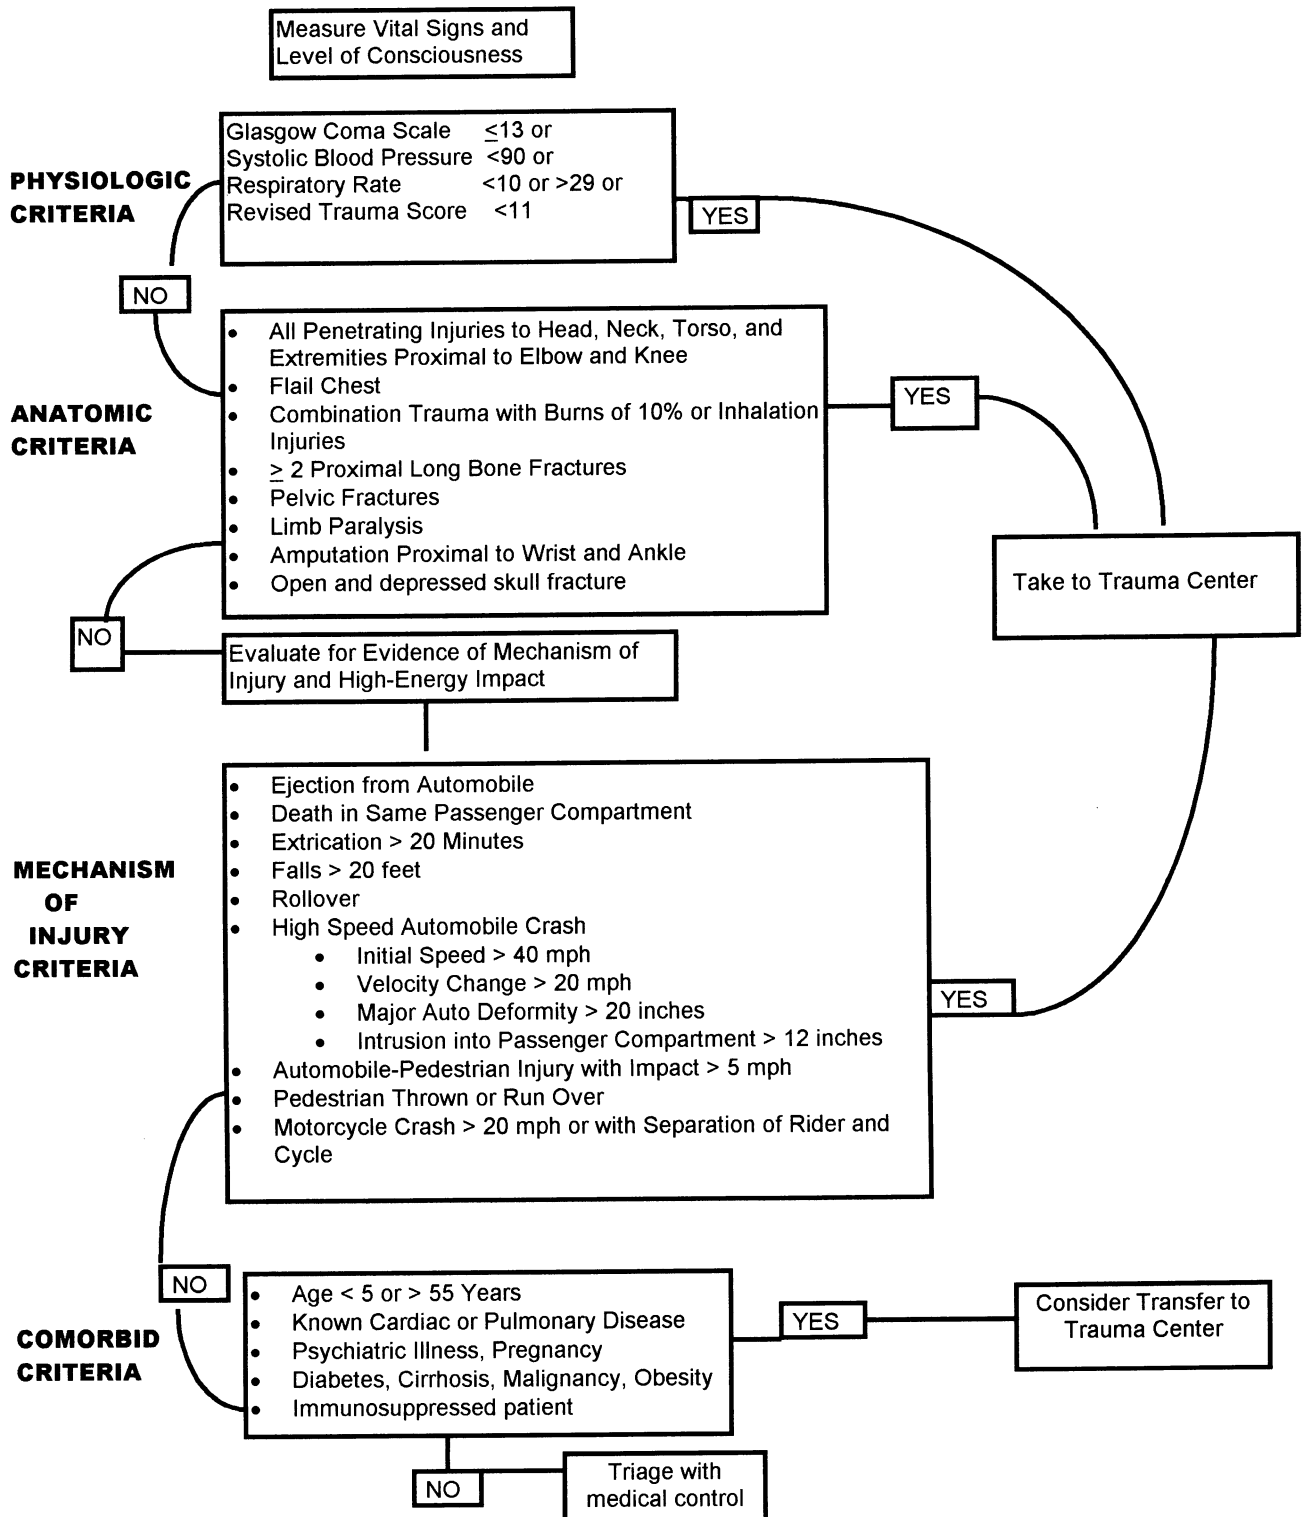 Measure Vital Signs and
Level of Consciousness
PHYSIOLOGIC
CRITERIA
Glasgow Coma Scale ≤13 or
Systolic Blood Pressure <90 or
Respiratory Rate <10 or >29 or
Revised Trauma Score <11
YES
NO
ANATOMIC
CRITERIA
• All Penetrating Injuries to Head, Neck, Torso, and
Extremities Proximal to Elbow and Knee
• Flail Chest
• Combination Trauma with Burns of 10% or Inhalation
Injuries
• ≥ 2 Proximal Long Bone Fractures
• Pelvic Fractures
• Limb Paralysis
• Amputation Proximal to Wrist and Ankle
• Open and depressed skull fracture
YES
Take to Trauma Center
NO
Evaluate for Evidence of Mechanism of
Injury and High-Energy Impact
MECHANISM
OF
INJURY
CRITERIA
• Ejection from Automobile
• Death in Same Passenger Compartment
• Extrication > 20 Minutes
• Falls > 20 feet
• Rollover
• High Speed Automobile Crash
• Initial Speed > 40 mph
• Velocity Change > 20 mph
• Major Auto Deformity > 20 inches
• Intrusion into Passenger Compartment > 12 inches
• Automobile-Pedestrian Injury with Impact > 5 mph
• Pedestrian Thrown or Run Over
• Motorcycle Crash > 20 mph or with Separation of Rider and
Cycle
YES
NO
COMORBID
CRITERIA
• Age < 5 or > 55 Years
• Known Cardiac or Pulmonary Disease
• Psychiatric Illness, Pregnancy
• Diabetes, Cirrhosis, Malignancy, Obesity
• Immunosuppressed patient
YES
Consider Transfer to
Trauma Center
NO
Triage with
medical control